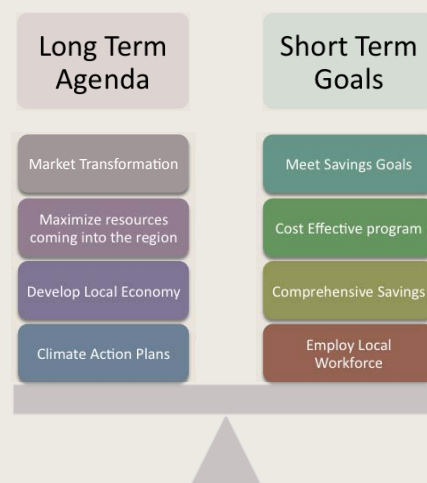 Long Term
Agenda
Short Term
Goals
Market Transformation
Maximize resources
coming into the region
Develop Local Economy
Climate Action Plans
Meet Savings Goals
Cost Effective program
Comprehensive Savings
Employ Local
Workforce